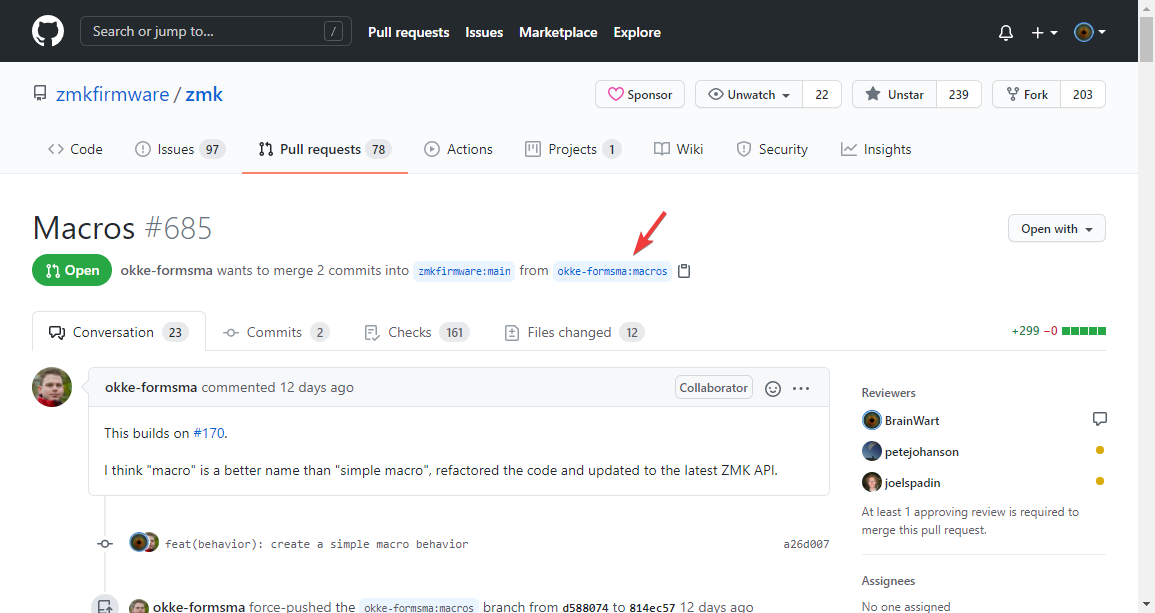 Search or jump to... / Pull requests Issues Marketplace Explore
zmkfirmware / zmk Sponsor Unwatch 22 Unstar 239 Fork 203
Code Issues 97 Pull requests 78 Actions Projects 1 Wiki Security Insights
Macros #685 Open with
Open okke-formsma wants to merge 2 commits into zmkfirmware:main from okke-formsma:macros
Conversation 23 Commits 2 Checks 161 Files changed 12 +299 −0
okke-formsma commented 12 days ago Collaborator ...
This builds on #170.
I think "macro" is a better name than "simple macro", refactored the code and updated to the latest ZMK API.
feat(behavior): create a simple macro behavior a26d007
okke-formsma force-pushed the okke-formsma:macros branch from d588074 to 814ec57 12 days ago
Reviewers
BrainWart
petejohanson
joelspadin
At least 1 approving review is required to
merge this pull request.
Assignees
No one assigned